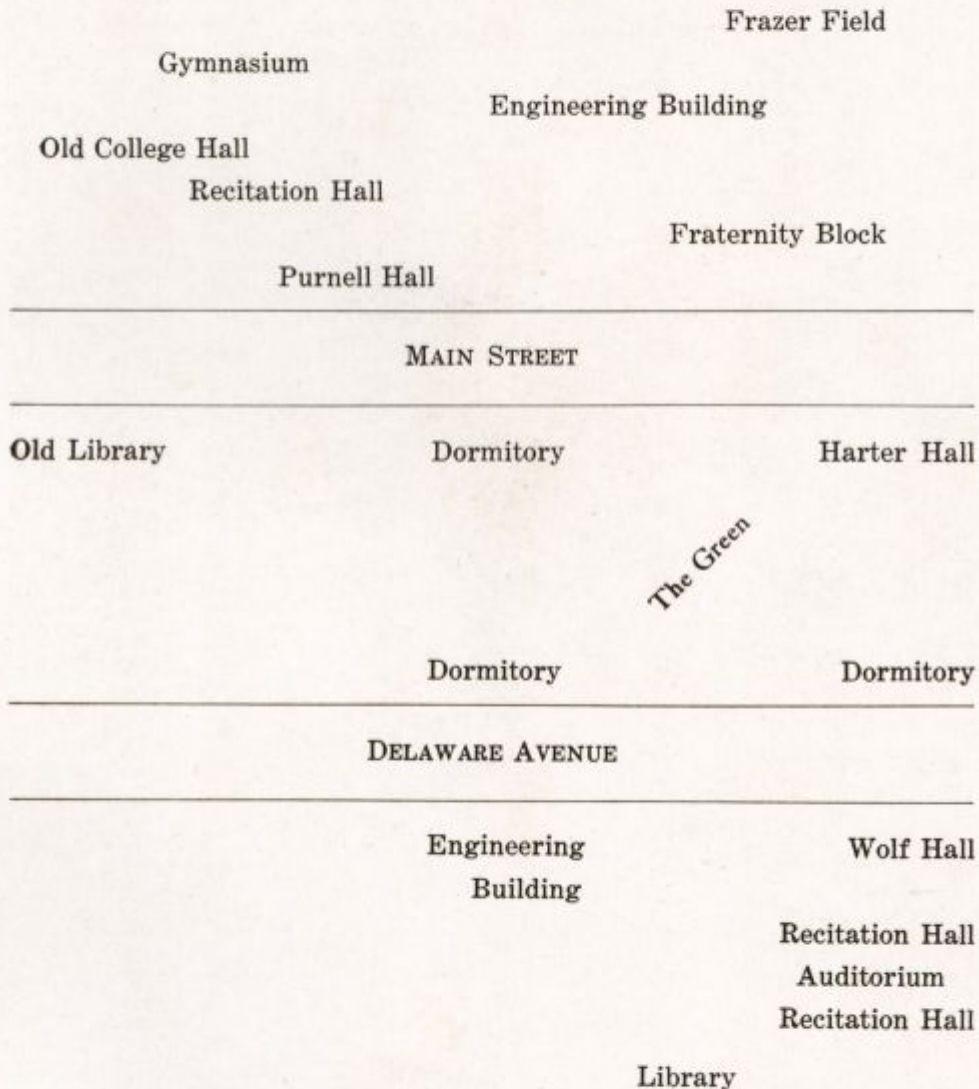 Frazer Field
Gymnasium
Engineering Building
Old College Hall
Recitation Hall
Fraternity Block
Purnell Hall
MAIN STREET
Old Library Dormitory Harter Hall
The Green
Dormitory Dormitory
DELAWARE AVENUE
Engineering Wolf Hall
Building
Recitation Hall
Auditorium
Recitation Hall
Library